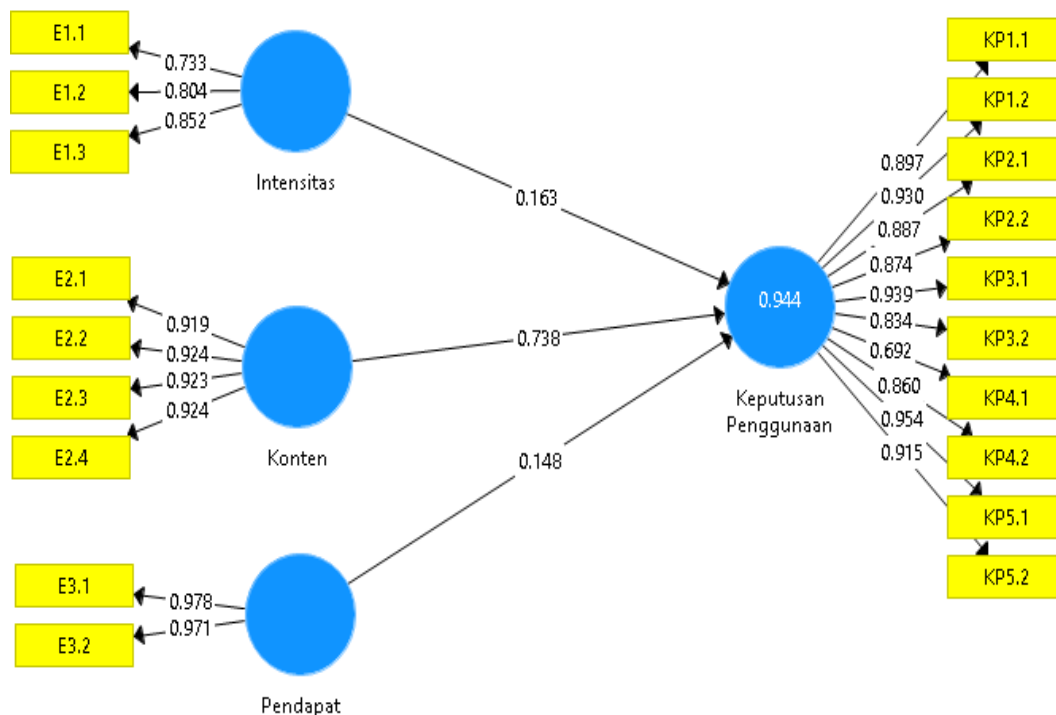 E1.1
E1.2
E1.3
0.733
0.804
0.852
Intensitas
0.163
E2.1
E2.2
E2.3
E2.4
0.919
0.924
0.923
0.924
Konten
0.738
E3.1
E3.2
0.978
0.971
Pendapat
0.148
0.944
Keputusan
Penggunaan
0.897
0.930
0.887
0.874
0.939
0.834
0.692
0.860
0.954
0.915
KP1.1
KP1.2
KP2.1
KP2.2
KP3.1
KP3.2
KP4.1
KP4.2
KP5.1
KP5.2